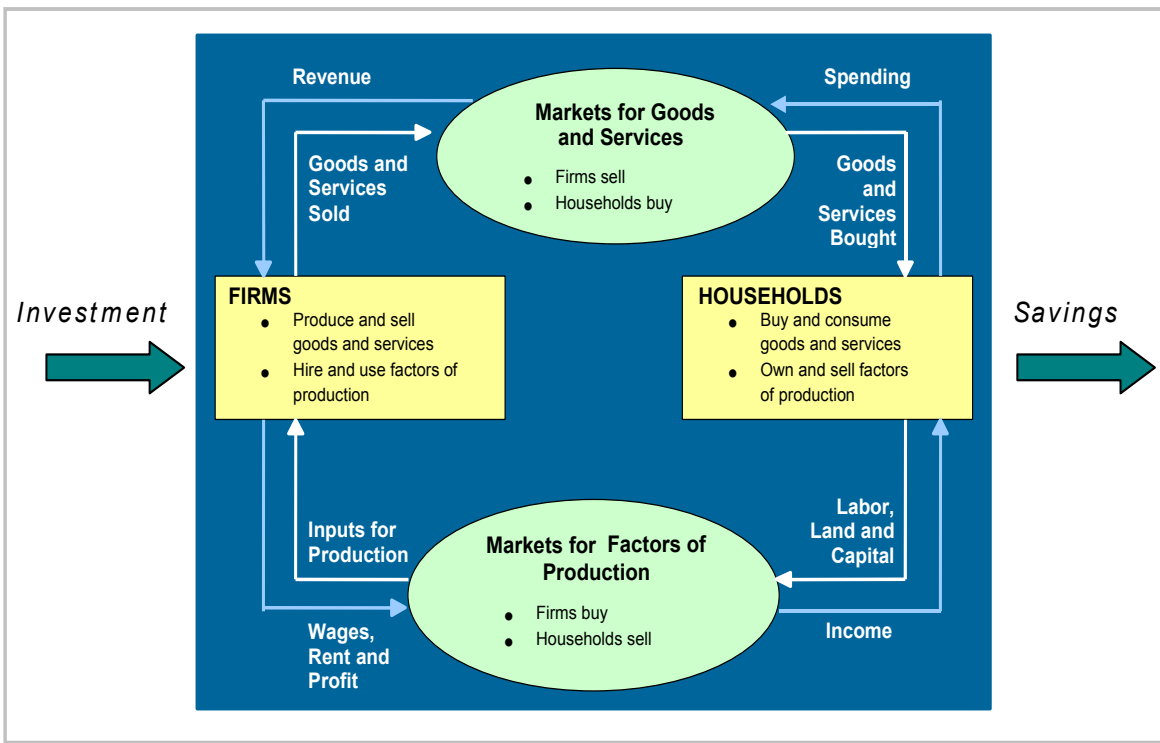 Revenue
Spending
Markets for Goods
and Services
● Firms sell
● Households buy
Goods and
Services
Sold
Goods
and
Services
Bought
Investment
FIRMS
● Produce and sell
goods and services
● Hire and use factors of
production
HOUSEHOLDS
● Buy and consume
goods and services
● Own and sell factors
of production
Savings
Inputs for
Production
Labor,
Land and
Capital
Markets for Factors of
Production
● Firms buy
● Households sell
Wages,
Rent and
Profit
Income